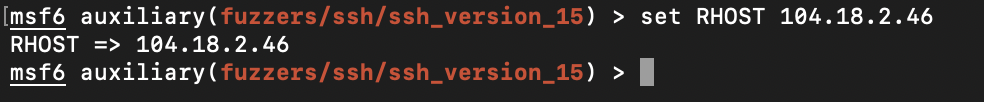 msf6 auxiliary(fuzzers/ssh/ssh_version_15) > set RHOST 104.18.2.46
RHOST => 104.18.2.46
msf6 auxiliary(fuzzers/ssh/ssh_version_15) >